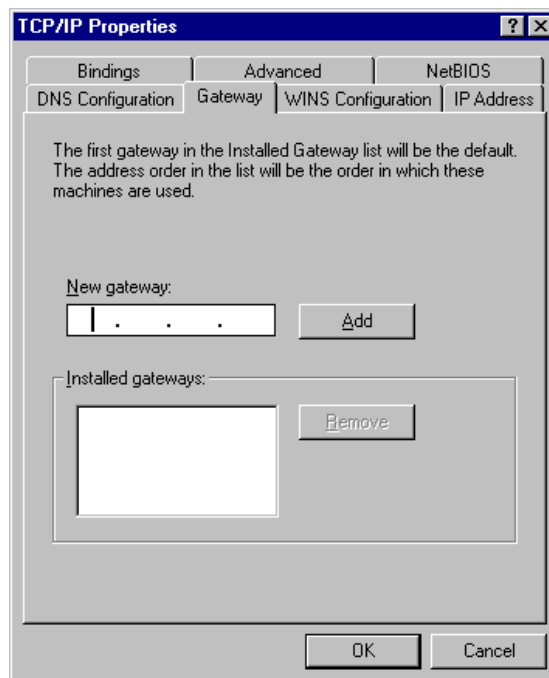 TCP/IP Properties
Bindings Advanced NetBIOS
DNS Configuration Gateway WINS Configuration IP Address
The first gateway in the Installed Gateway list will be the default.
The address order in the list will be the order in which these
machines are used.
New gateway:
. . .
Add
Installed gateways:
Remove
OK Cancel